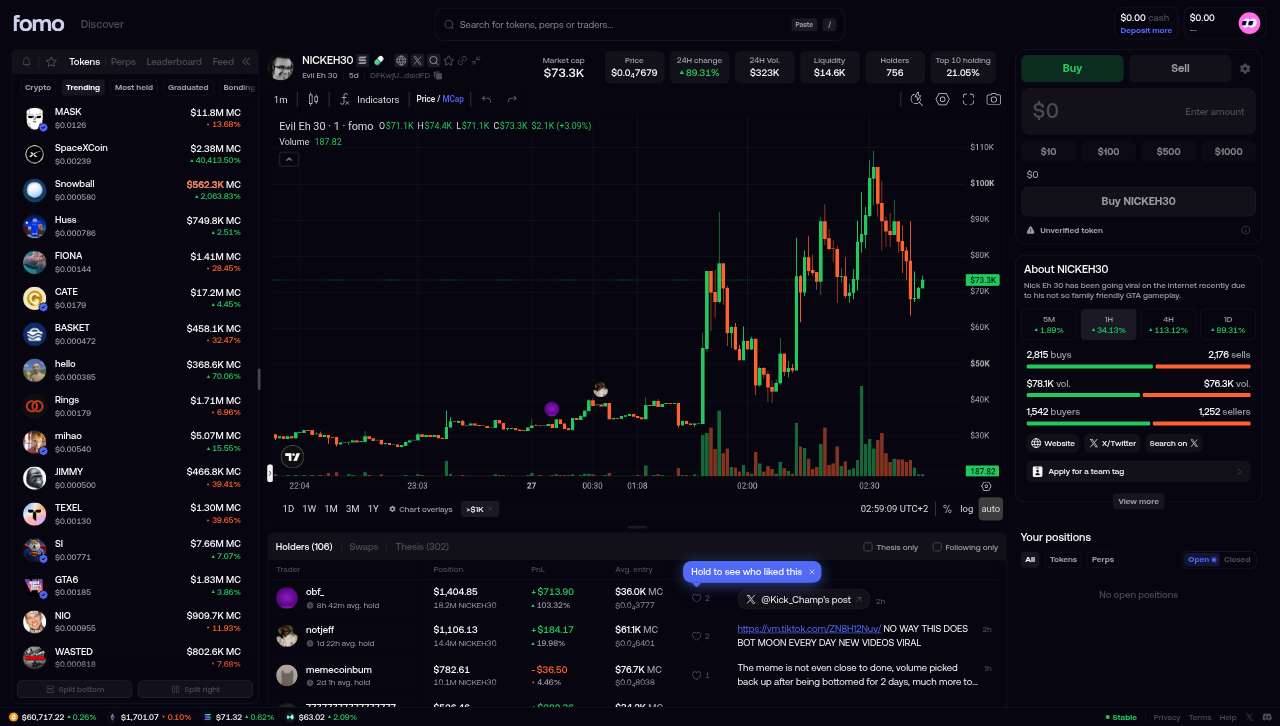 fomo Discover
Search for tokens, perps or traders... Paste /
$0.00 cash
Deposit more
$0.00
—
Tokens Perps Leaderboard Feed
Crypto Trending Most held Graduated Bonding
MASK $11.8M MC
$0.0126 13.68%
SpaceXCoin $2.38M MC
$0.00239 40,413.50%
Snowball $562.3K MC
$0.000580 2,063.83%
Huss $749.8K MC
$0.000786 2.51%
FIONA $1.41M MC
$0.00144 28.45%
CATE $17.2M MC
$0.0179 4.45%
BASKET $458.1K MC
$0.000472 32.47%
hello $368.6K MC
$0.000385 70.06%
Rings $1.71M MC
$0.00179 6.96%
mihao $5.07M MC
$0.00540 15.55%
JIMMY $466.8K MC
$0.000500 39.41%
TEXEL $1.30M MC
$0.00130 39.65%
SI $7.66M MC
$0.00771 7.07%
GTA6 $1.83M MC
$0.00185 3.86%
NIO $909.7K MC
$0.000955 11.93%
WASTED $802.6K MC
$0.000818 7.68%
Split bottom Split right
NICKEH30
Evil Eh 30 5d
Market cap
$73.3K
Price
$0.0₄7679
24H change
89.31%
24H Vol.
$323K
Liquidity
$14.6K
Holders
756
Top 10 holding
21.05%
1m Indicators Price / MCap
Evil Eh 30 · 1 · fomo O$71.1K H$74.4K L$71.1K C$73.3K $2.1K (+3.09%)
Volume 187.82
$110K
$100K
$90K
$80K
$73.3K
$70K
$60K
$50K
$40K
$30K
187.82
22:04 23:03 27 00:30 01:08 02:00 02:30
1D 1W 1M 3M 1Y Chart overlays >$1K 02:59:09 UTC+2 % log auto
Holders (106) Swaps Thesis (302) Thesis only Following only
Trader Position PnL Avg. entry
Hold to see who liked this ×
obf_ $1,404.85 +$713.90 $36.0K MC
8h 42m avg. hold 18.2M NICKEH30 103.32% $0.0₄3777
2 @Kick_Champ's post 2h
notjeff $1,106.13 +$184.17 $61.1K MC
1d 22h avg. hold 14.4M NICKEH30 19.98% $0.0₄6401
2 https://vm.tiktok.com/ZN8H12Nuv/ NO WAY THIS DOES 2h
BOT MOON EVERY DAY NEW VIDEOS VIRAL
memecoinbum $782.61 -$36.50 $76.7K MC
2d 1h avg. hold 10.1M NICKEH30 4.46% $0.0₄8038
1 The meme is not even close to done, volume picked 1h
back up after being bottomed for 2 days, much more to...
Buy Sell
$0 Enter amount
$10 $100 $500 $1000
$0
Buy NICKEH30
Unverified token
About NICKEH30
Nick Eh 30 has been going viral on the internet recently due
to his not so family friendly GTA gameplay.
5M 1H 4H 1D
1.89% 34.13% 113.12% 89.31%
2,815 buys 2,176 sells
$78.1K vol. $76.3K vol.
1,542 buyers 1,252 sellers
Website X/Twitter Search on X
Apply for a team tag
View more
Your positions
All Tokens Perps Open Closed
No open positions
$60,717.22 0.26% $1,701.07 0.10% $71.32 0.62% $63.02 2.09%
Stable Privacy Terms Help